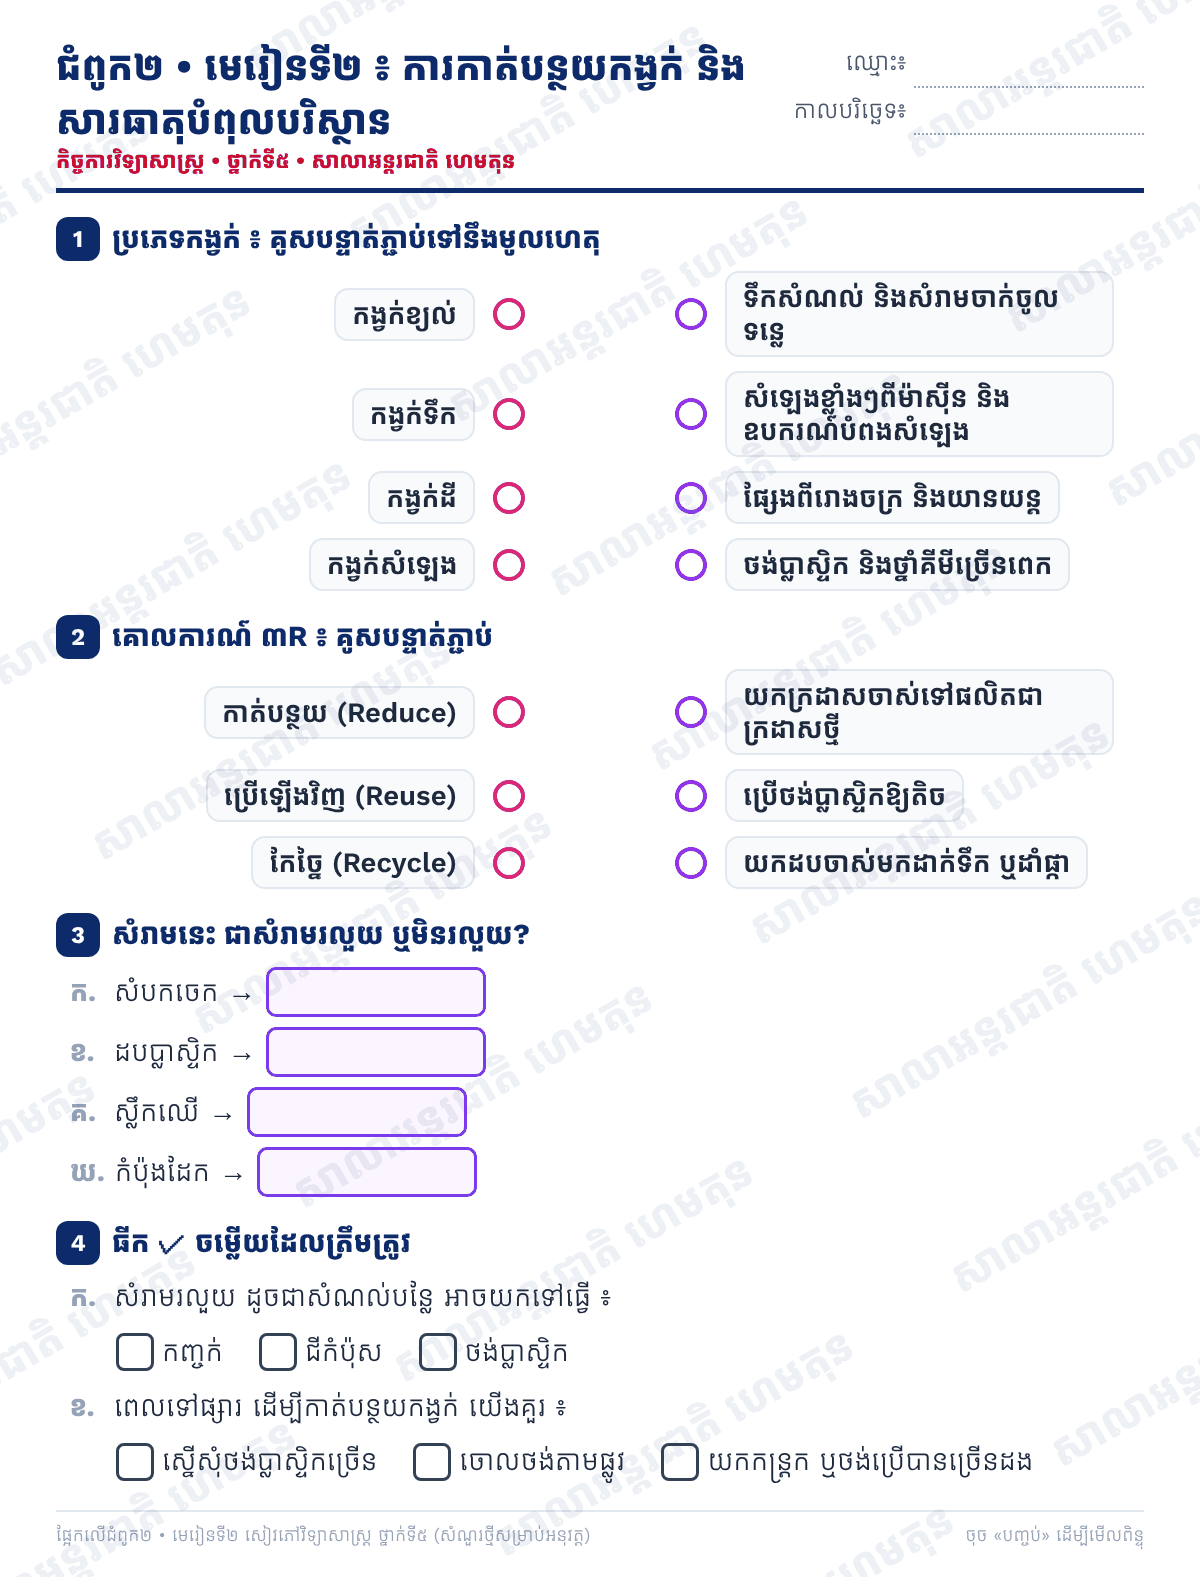 ជំពូក២ • មេរៀនទី២ ៖ ការកាត់បន្ថយកង្វក់ និង
សារធាតុបំពុលបរិស្ថាន
ឈ្មោះ៖
កាលបរិច្ឆេទ៖
កិច្ចការវិទ្យាសាស្ត្រ • ថ្នាក់ទី៥ • សាលាអន្តរជាតិ ហេមតុន
1 ប្រភេទកង្វក់ ៖ គូសបន្ទាត់ភ្ជាប់ទៅនឹងមូលហេតុ
កង្វក់ខ្យល់
ទឹកសំណល់ និងសំរាមចាក់ចូល
ទន្លេ
កង្វក់ទឹក
សំឡេងខ្លាំងៗពីម៉ាស៊ីន និង
ឧបករណ៍បំពងសំឡេង
កង្វក់ដី
ផ្សែងពីរោងចក្រ និងយានយន្ត
កង្វក់សំឡេង
ថង់ប្លាស្ទិក និងថ្នាំគីមីច្រើនពេក
2 គោលការណ៍ ៣R ៖ គូសបន្ទាត់ភ្ជាប់
កាត់បន្ថយ (Reduce)
យកក្រដាសចាស់ទៅផលិតជា
ក្រដាសថ្មី
ប្រើឡើងវិញ (Reuse)
ប្រើថង់ប្លាស្ទិកឱ្យតិច
កែច្នៃ (Recycle)
យកដបចាស់មកដាក់ទឹក ឬដាំផ្កា
3 សំរាមនេះ ជាសំរាមរលួយ ឬមិនរលួយ?
ក. សំបកចេក →
ខ. ដបប្លាស្ទិក →
គ. ស្លឹកឈើ →
ឃ. កំប៉ុងដែក →
4 ធីក ✓ ចម្លើយដែលត្រឹមត្រូវ
ក. សំរាមរលួយ ដូចជាសំណល់បន្លែ អាចយកទៅធ្វើ ៖
កញ្ចក់ ជីកំប៉ុស ថង់ប្លាស្ទិក
ខ. ពេលទៅផ្សារ ដើម្បីកាត់បន្ថយកង្វក់ យើងគួរ ៖
ស្នើសុំថង់ប្លាស្ទិកច្រើន ចោលថង់តាមផ្លូវ យកកន្ត្រក ឬថង់ប្រើបានច្រើនដង
ផ្អែកលើជំពូក២ • មេរៀនទី២ សៀវភៅវិទ្យាសាស្ត្រ ថ្នាក់ទី៥ (សំណួរថ្មីសម្រាប់អនុវត្ត)
ចុច «បញ្ចប់» ដើម្បីមើលពិន្ទុ